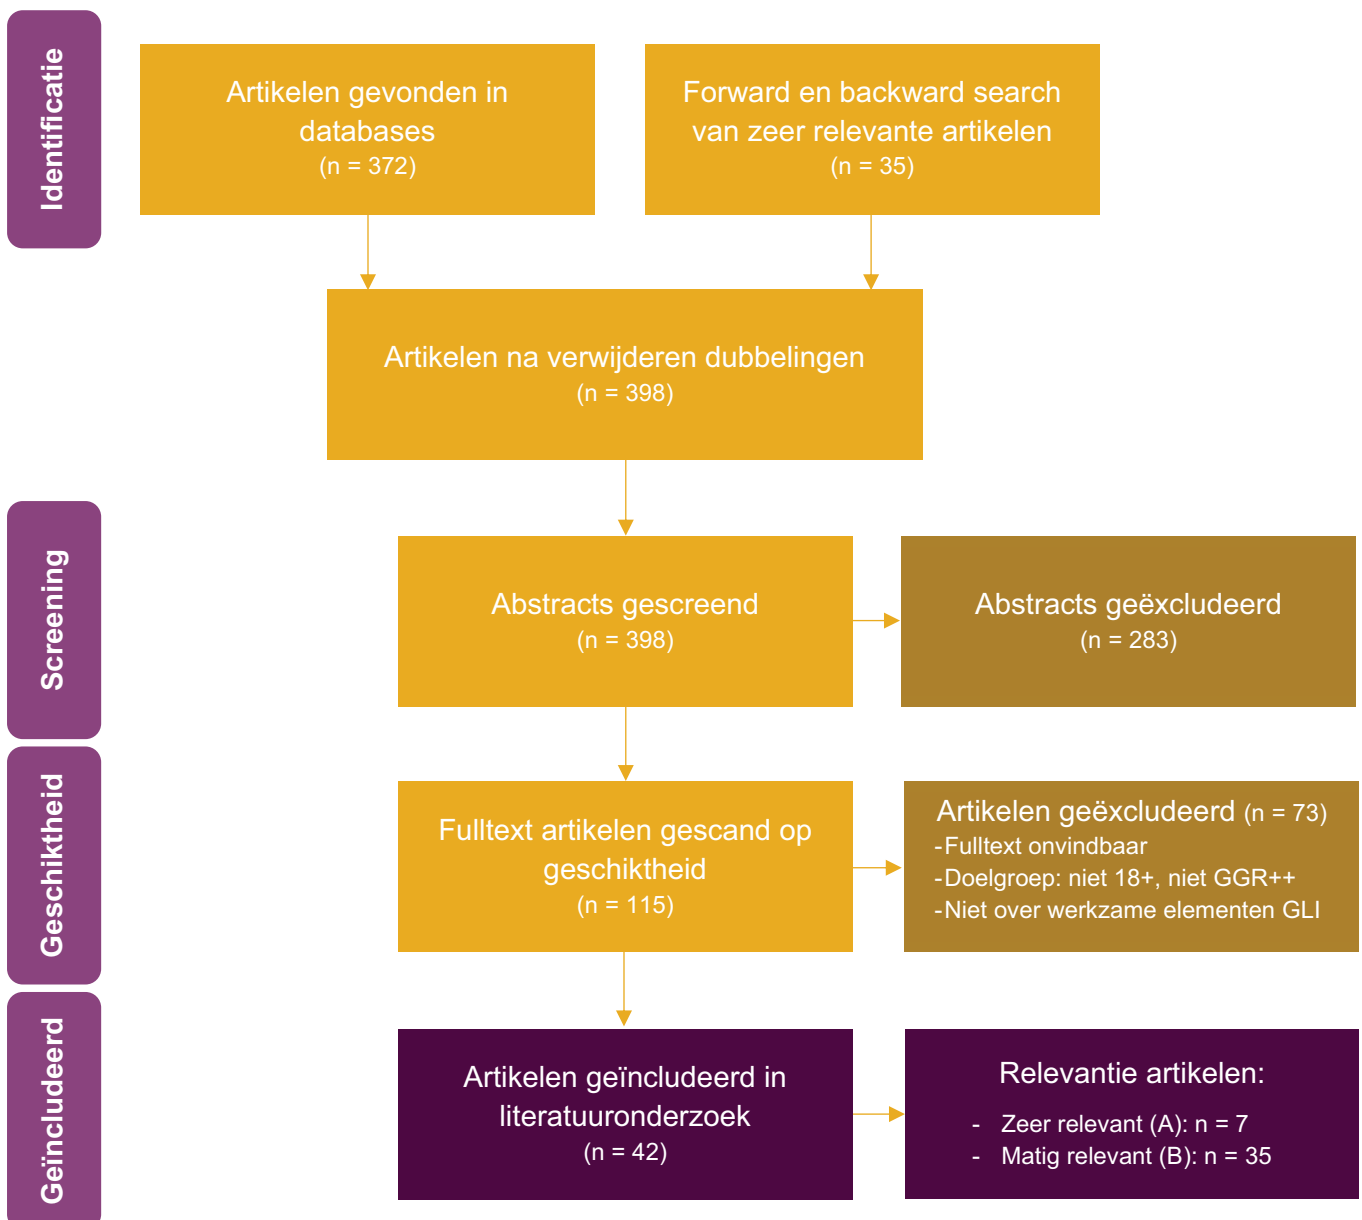 Identificatie
Artikelen gevonden in
databases
(n = 372)
Forward en backward search
van zeer relevante artikelen
(n = 35)
Artikelen na verwijderen dubbelingen
(n = 398)
Screening
Abstracts gescreend
(n = 398)
Abstracts geëxcludeerd
(n = 283)
Geschiktheid
Fulltext artikelen gescand op
geschiktheid
(n = 115)
Artikelen geëxcludeerd (n = 73)
-Fulltext onvindbaar
-Doelgroep: niet 18+, niet GGR++
-Niet over werkzame elementen GLI
Geïncludeerd
Artikelen geïncludeerd in
literatuuronderzoek
(n = 42)
Relevantie artikelen:
- Zeer relevant (A): n = 7
- Matig relevant (B): n = 35